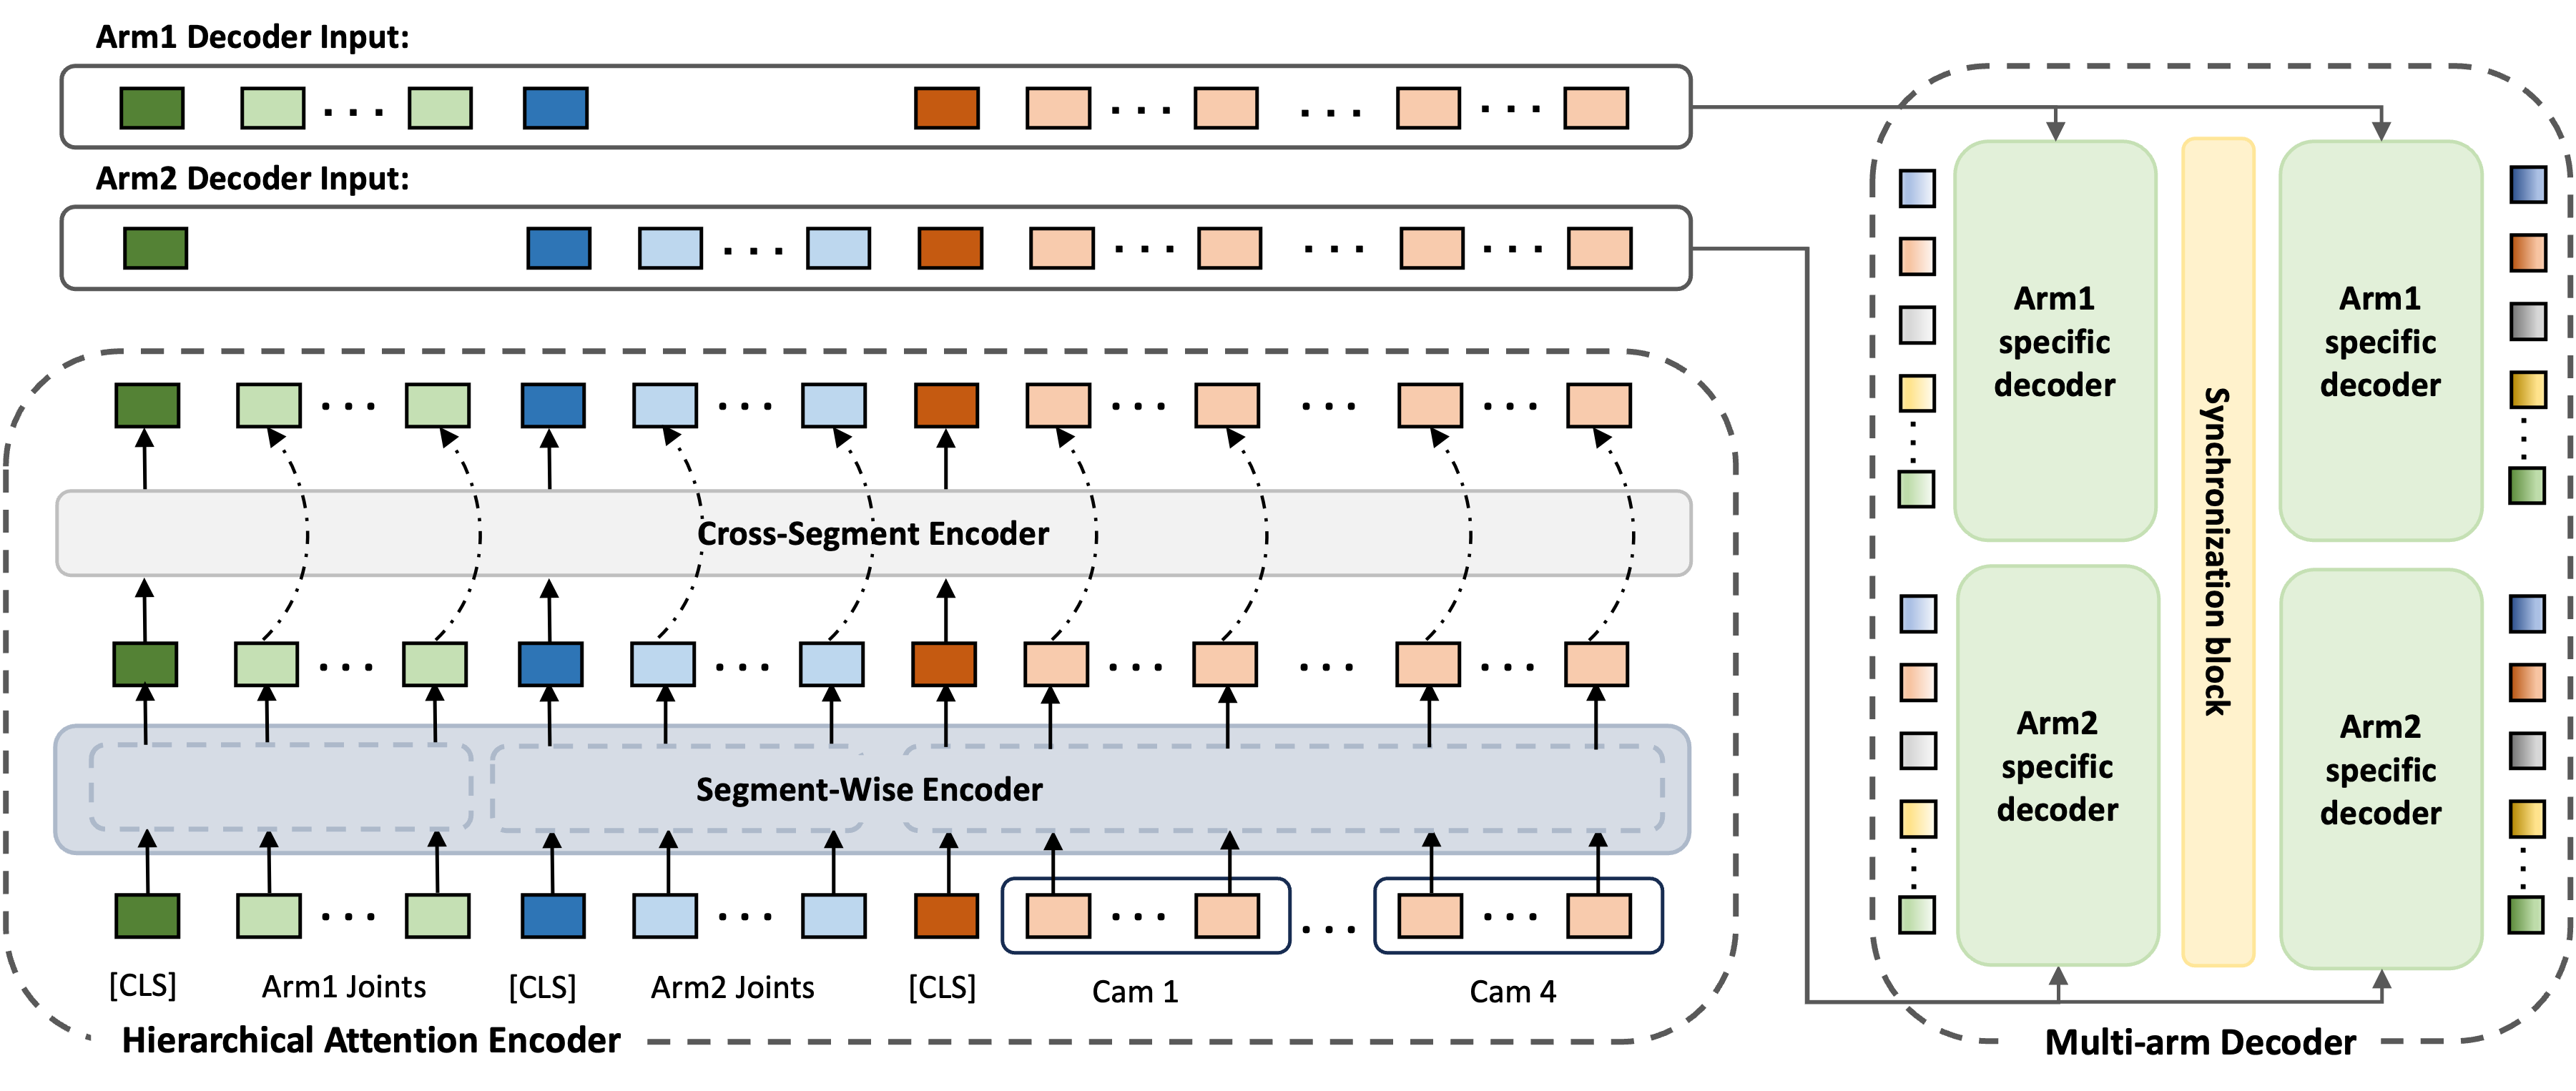 Arm1 Decoder Input:
Arm2 Decoder Input:
Cross-Segment Encoder
Segment-Wise Encoder
[CLS]
Arm1 Joints
[CLS]
Arm2 Joints
[CLS]
Cam 1
Cam 4
Hierarchical Attention Encoder
Arm1
specific
decoder
Synchronization block
Arm1
specific
decoder
Arm2
specific
decoder
Arm2
specific
decoder
Multi-arm Decoder